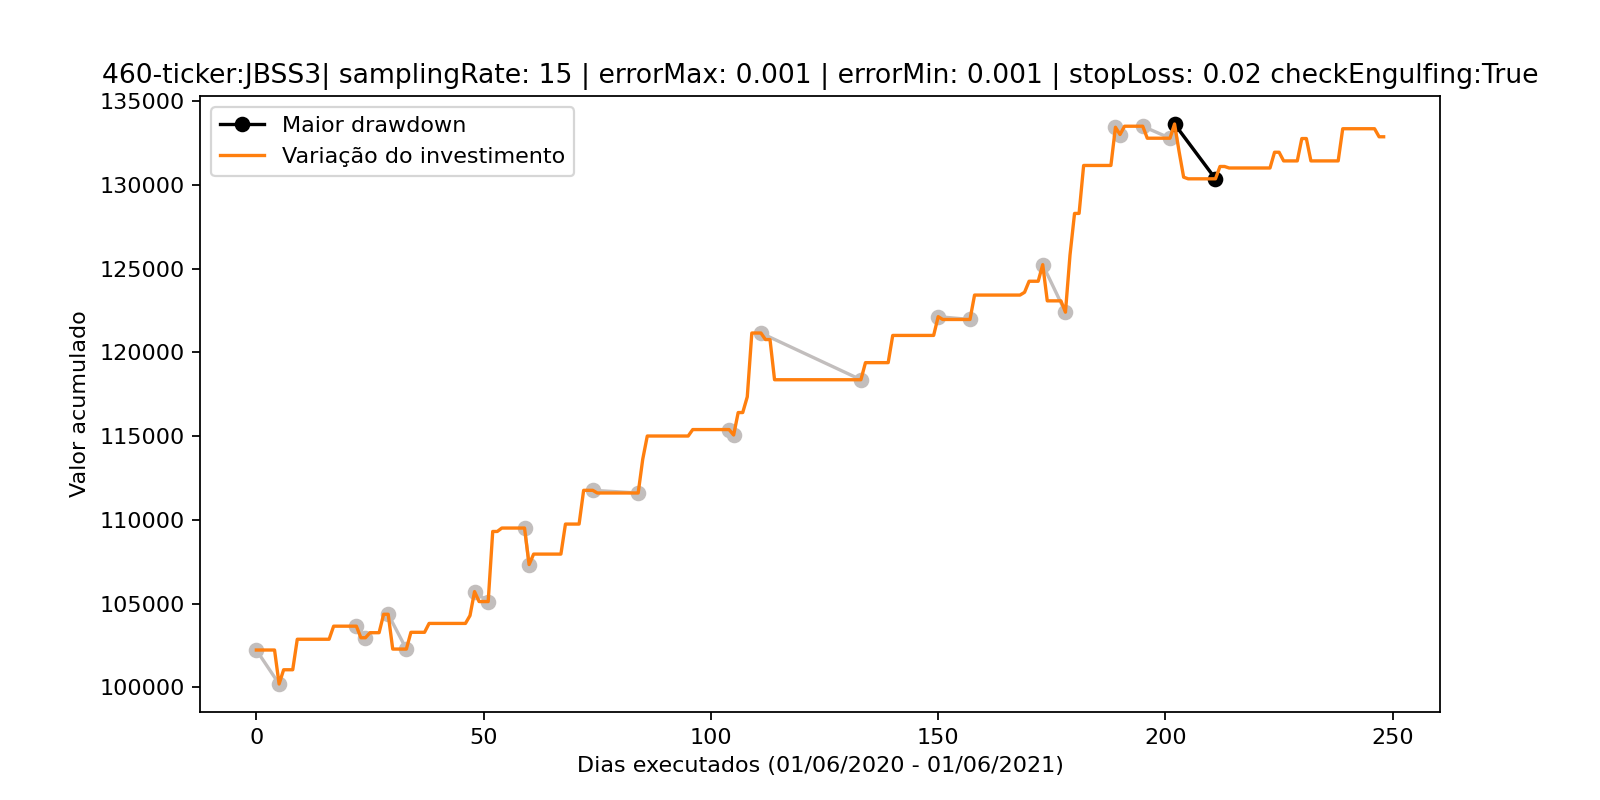 460-ticker:JBSS3| samplingRate: 15 | errorMax: 0.001 | errorMin: 0.001 | stopLoss: 0.02 checkEngulfing:True
Maior drawdown
Variação do investimento
Valor acumulado
135000
130000
125000
120000
115000
110000
105000
100000
0 50 100 150 200 250
Dias executados (01/06/2020 - 01/06/2021)